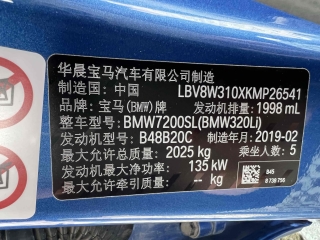 华晨宝马汽车有限公司制造
制造国: 中国 LBV8W310XKMP26541
品牌: 宝马(BMW)牌 发动机排量: 1998 mL
整车型号: BMW7200SL(BMW320Li)
发动机型号: B48B20C 制造年月: 2019-02
最大允许总质量: 2025 kg 乘坐人数: 5
最大净功率: 135 kW
最大允许牵引质量: -- kg
845